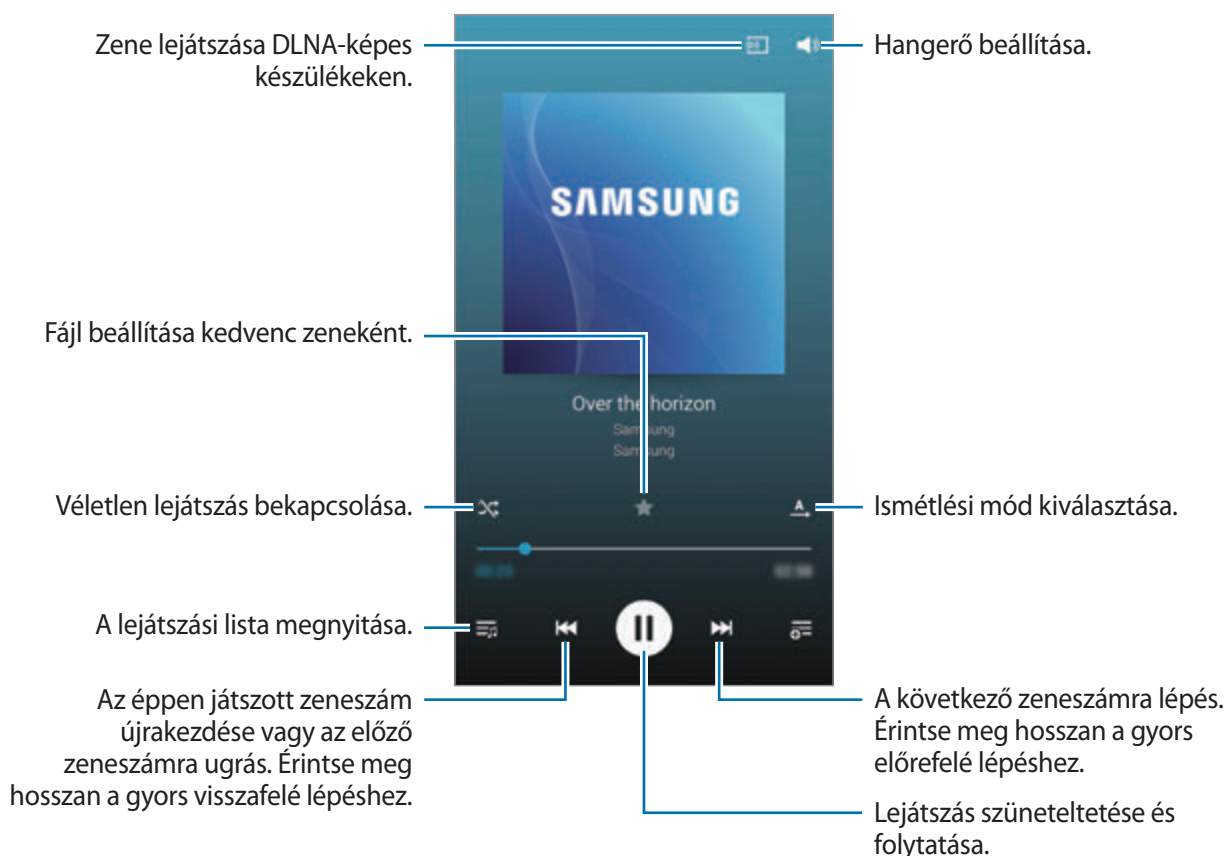 Zene lejátszása DLNA-képes
készülékeken.
Hangerő beállítása.
SAMSUNG
Fájl beállítása kedvenc zeneként.
Over the horizon
Samsung
Samsung
Véletlen lejátszás bekapcsolása.
A
Ismétlési mód kiválasztása.
A lejátszási lista megnyitása.
Az éppen játszott zeneszám
újrakezdése vagy az előző
zeneszámra ugrás. Érintse meg
hosszan a gyors visszafelé lépéshez.
A következő zeneszámra lépés.
Érintse meg hosszan a gyors
előrefelé lépéshez.
Lejátszás szüneteltetése és
folytatása.